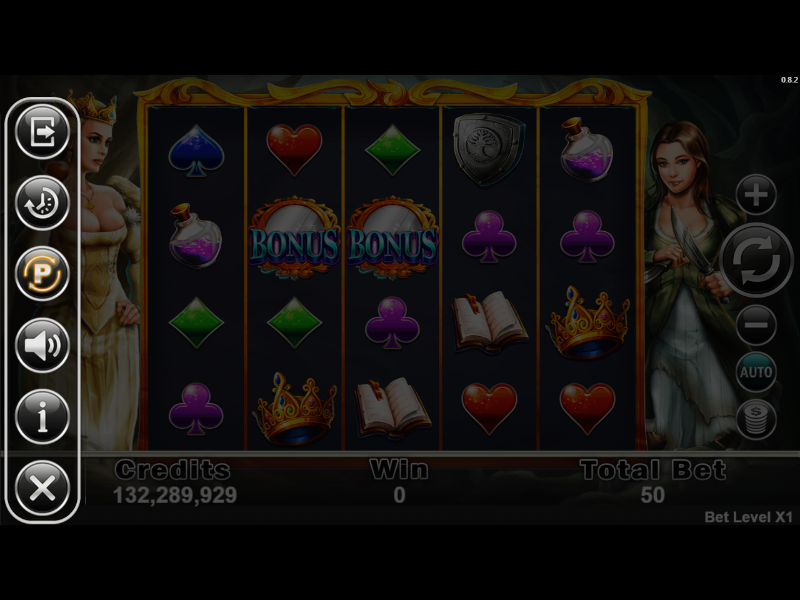 0.8.2
P
BONUS BONUS
i
AUTO
Credits Win Total Bet
132,289,929 0 50
Bet Level X1